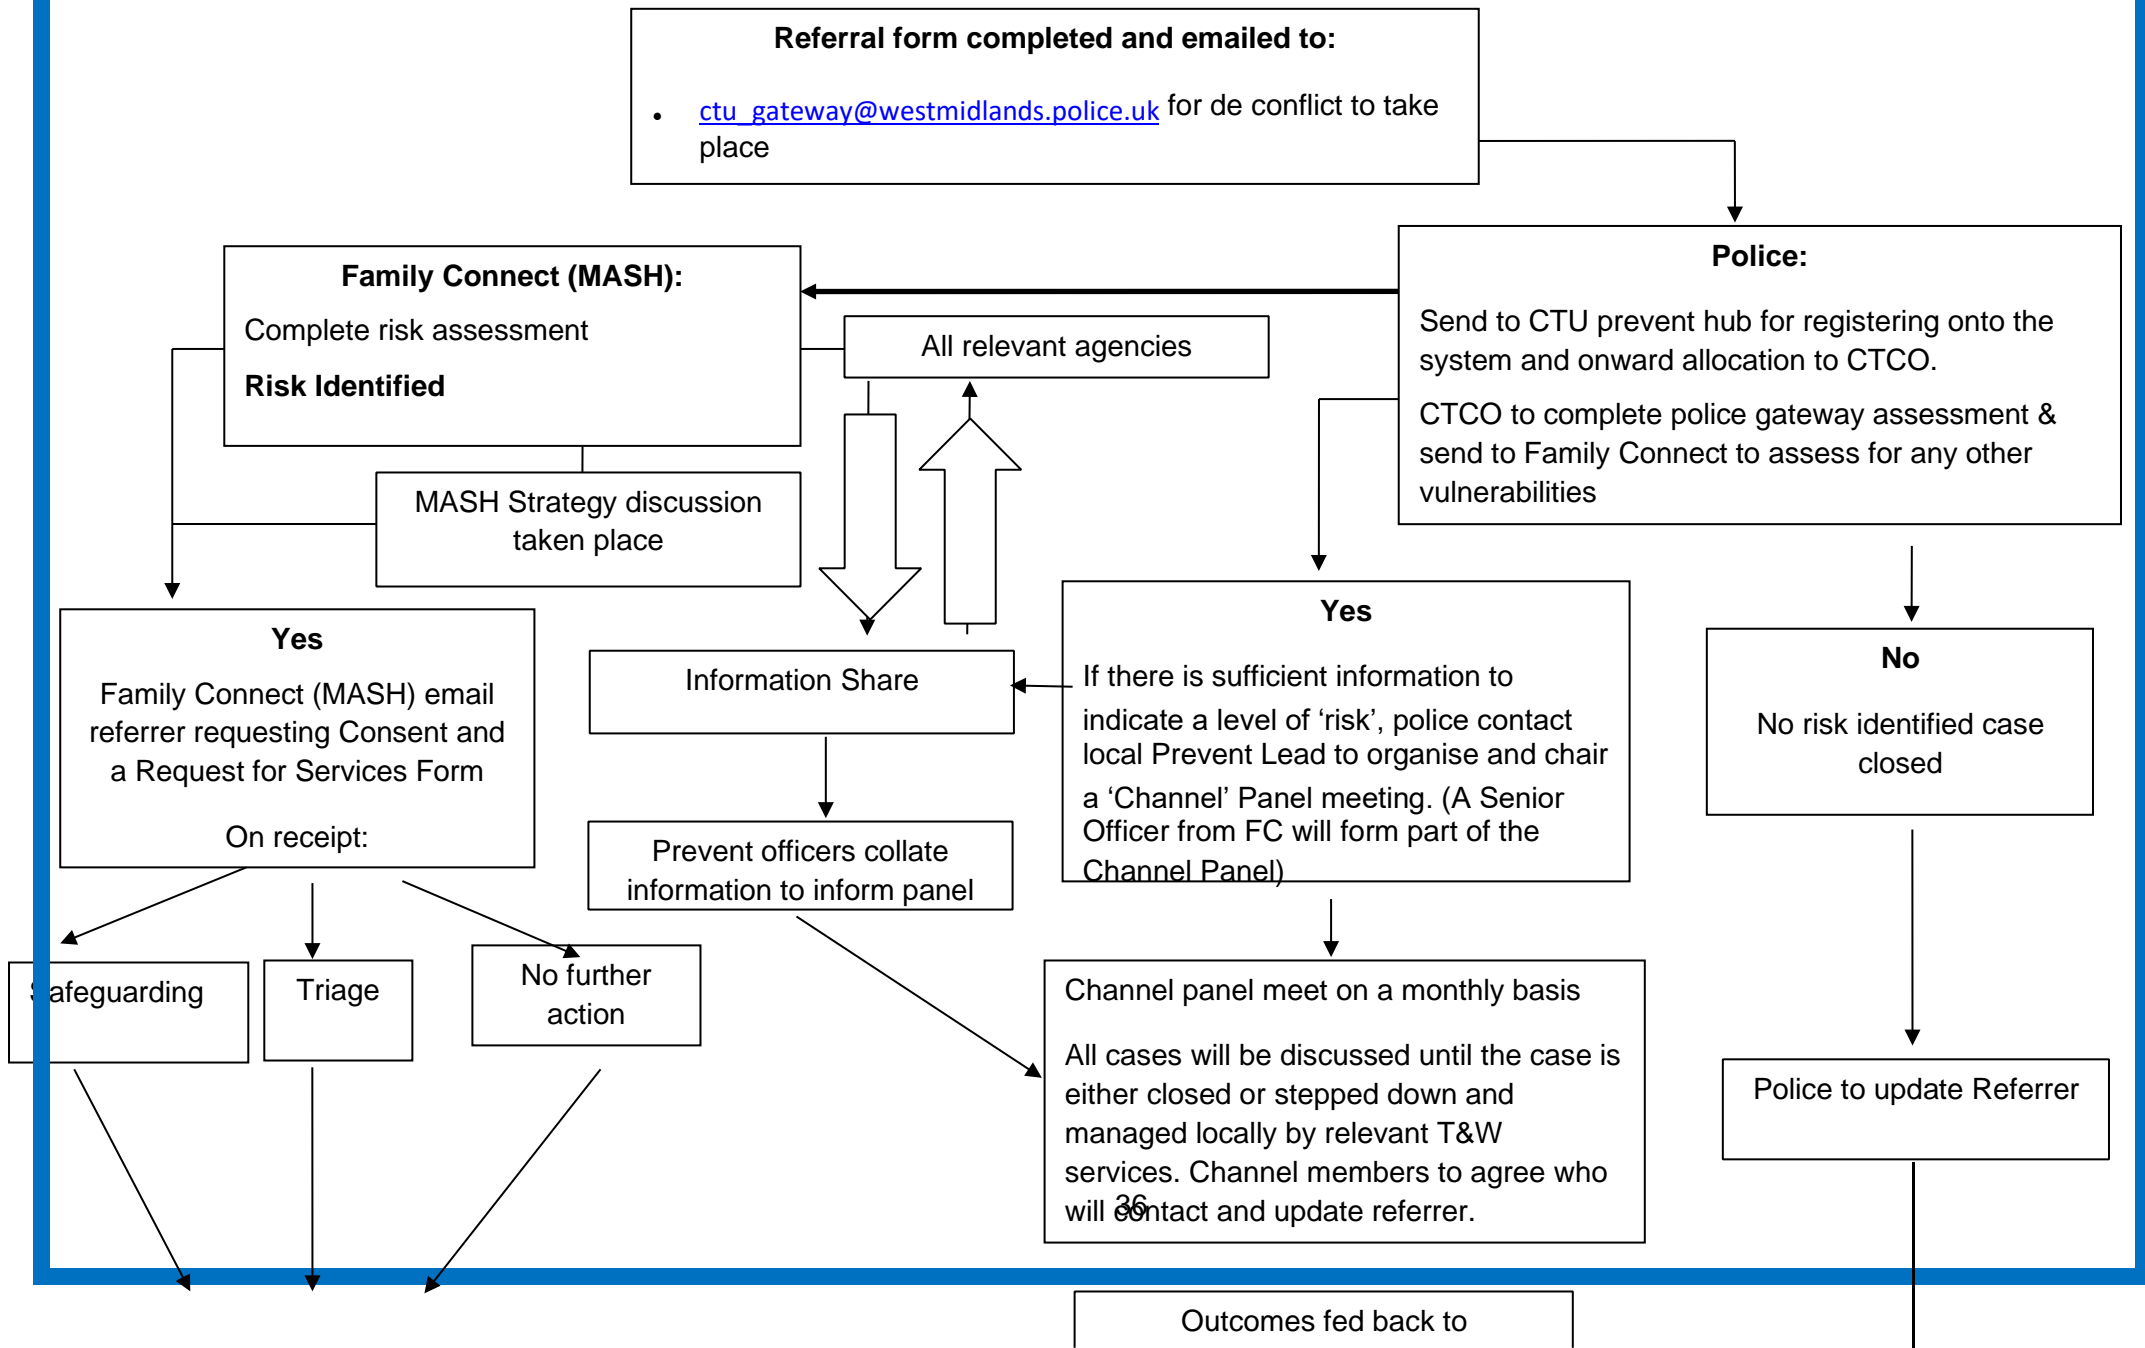 Referral form completed and emailed to:
• ctu_gateway@westmidlands.police.uk for de conflict to take
place
Family Connect (MASH):
Complete risk assessment
Risk Identified
All relevant agencies
Police:
Send to CTU prevent hub for registering onto the
system and onward allocation to CTCO.
CTCO to complete police gateway assessment &
send to Family Connect to assess for any other
vulnerabilities
MASH Strategy discussion
taken place
Yes
Family Connect (MASH) email
referrer requesting Consent and
a Request for Services Form
On receipt:
Information Share
Yes
If there is sufficient information to
indicate a level of ‘risk’, police contact
local Prevent Lead to organise and chair
a ‘Channel’ Panel meeting. (A Senior
Officer from FC will form part of the
Channel Panel)
No
No risk identified case
closed
Prevent officers collate
information to inform panel
Safeguarding
Triage
No further
action
Channel panel meet on a monthly basis
All cases will be discussed until the case is
either closed or stepped down and
managed locally by relevant T&W
services. Channel members to agree who
will contact and update referrer.
36
Police to update Referrer
Outcomes fed back to